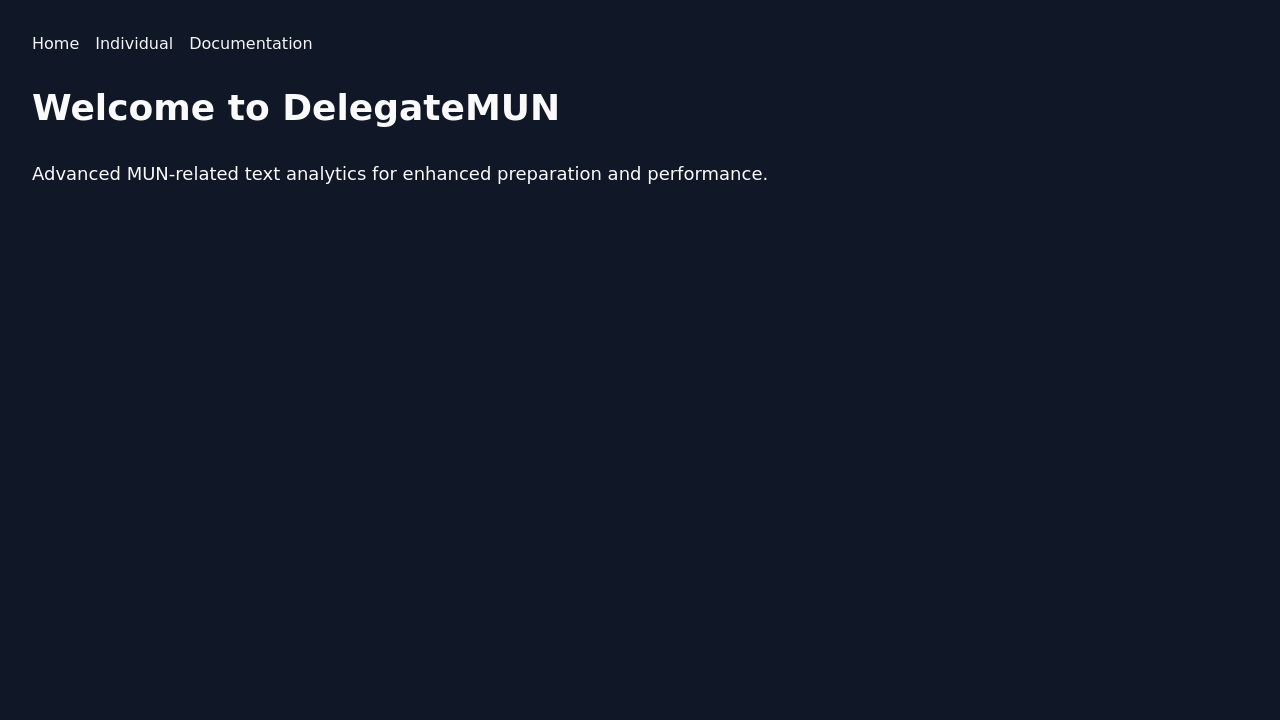 Home Individual Documentation
Welcome to DelegateMUN
Advanced MUN-related text analytics for enhanced preparation and performance.